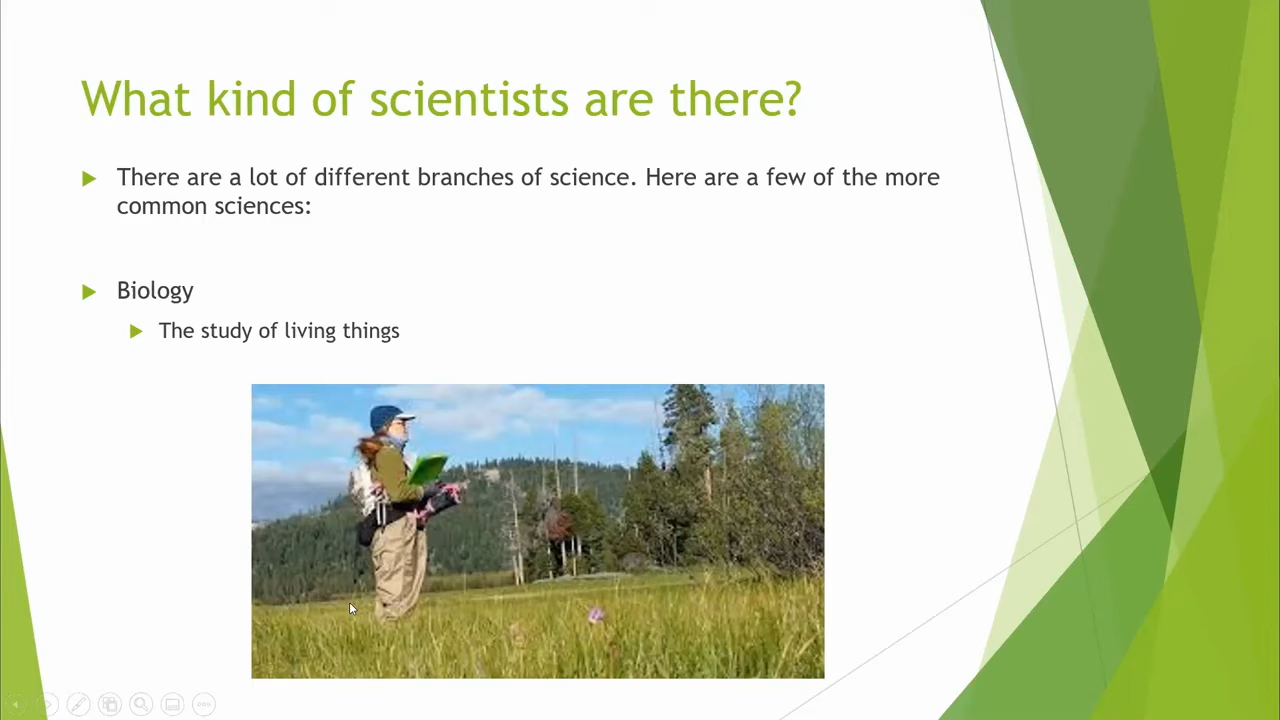 What kind of scientists are there?
There are a lot of different branches of science. Here are a few of the more
common sciences:
Biology
The study of living things